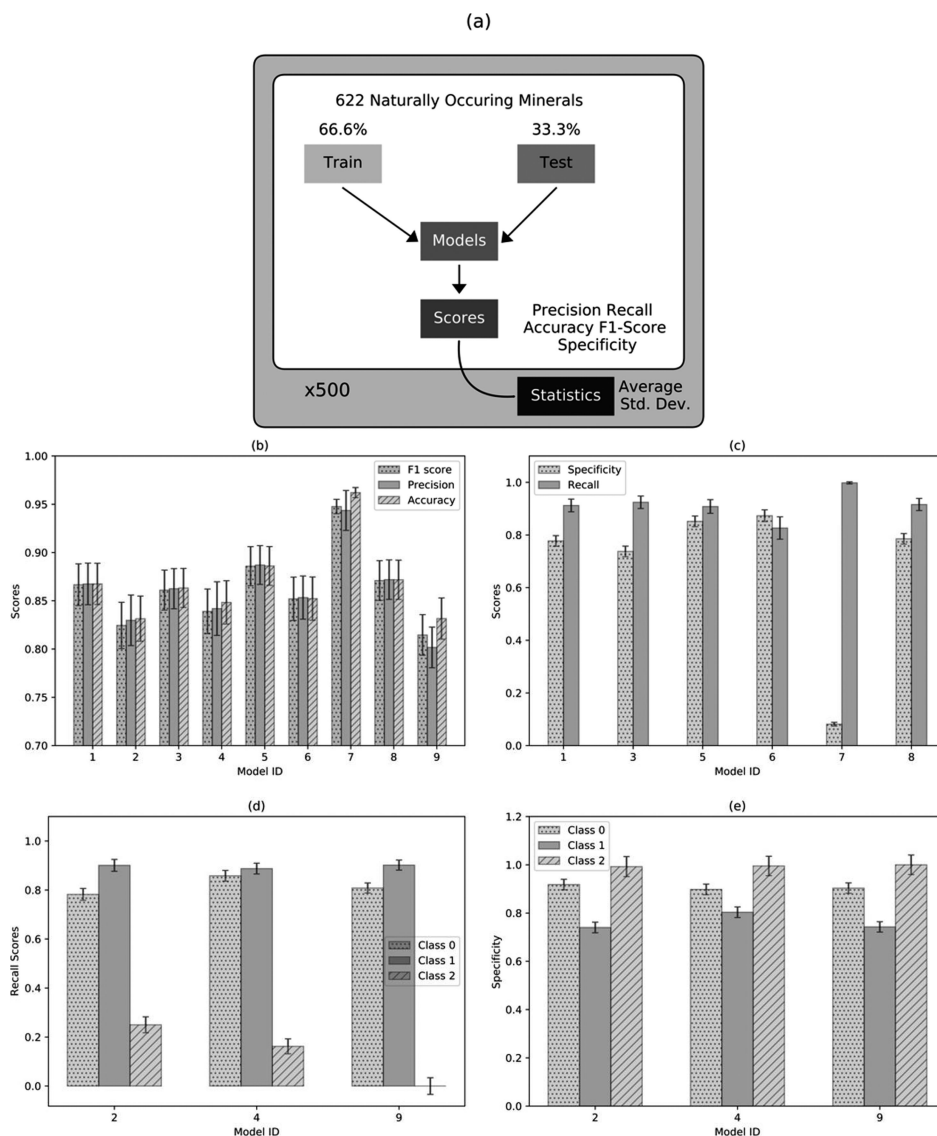 (a)
622 Naturally Occuring Minerals
66.6%
33.3%
Train
Test
Models
Scores
Precision Recall
Accuracy F1-Score
Specificity
x500
Statistics
Average
Std. Dev.
(b)
1.00
0.95
0.90
0.85
0.80
0.75
0.70
Scores
F1 score
Precision
Accuracy
1 2 3 4 5 6 7 8 9
Model ID
(c)
1.0
0.8
0.6
0.4
0.2
0.0
Scores
Specificity
Recall
1 3 5 6 7 8
Model ID
(d)
1.0
0.8
0.6
0.4
0.2
0.0
Recall Scores
Class 0
Class 1
Class 2
2 4 9
Model ID
(e)
1.2
1.0
0.8
0.6
0.4
0.2
0.0
Specificity
Class 0
Class 1
Class 2
2 4 9
Model ID